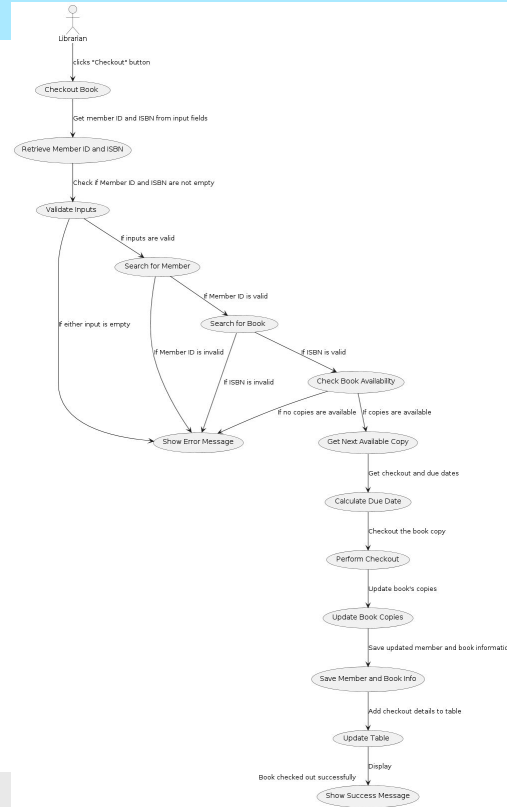 Librarian
clicks "Checkout" button
Checkout Book
Get member ID and ISBN from input fields
Retrieve Member ID and ISBN
Check if Member ID and ISBN are not empty
Validate Inputs
If inputs are valid
Search for Member
If Member ID is valid
Search for Book
If either input is empty
If Member ID is invalid
If ISBN is valid
If ISBN is invalid
Check Book Availability
If no copies are available
If copies are available
Show Error Message
Get Next Available Copy
Get checkout and due dates
Calculate Due Date
Checkout the book copy
Perform Checkout
Update book's copies
Update Book Copies
Save updated member and book informatio
Save Member and Book Info
Add checkout details to table
Update Table
Display
Book checked out successfully
Show Success Message